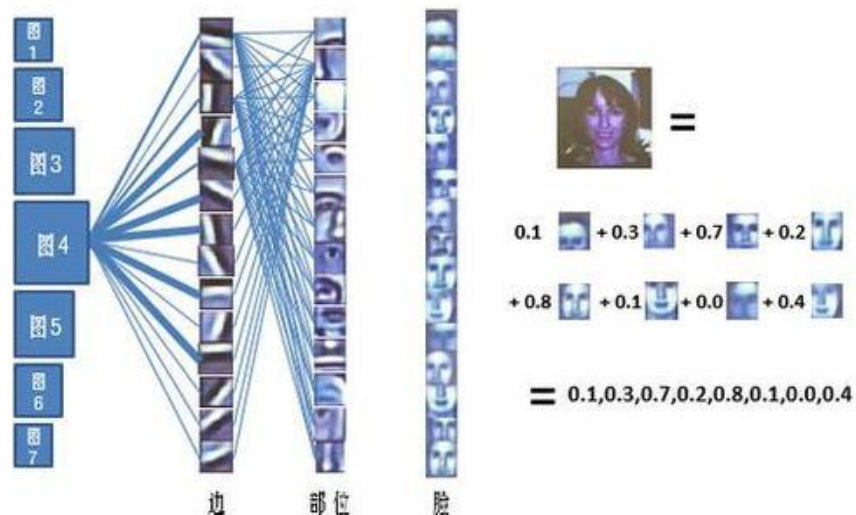 图
1
图
2
图3
图4
图5
图
6
图
7
边
部位
脸
=
0.1 + 0.3 + 0.7 + 0.2
+ 0.8 + 0.1 + 0.0 + 0.4
= 0.1,0.3,0.7,0.2,0.8,0.1,0.0,0.4